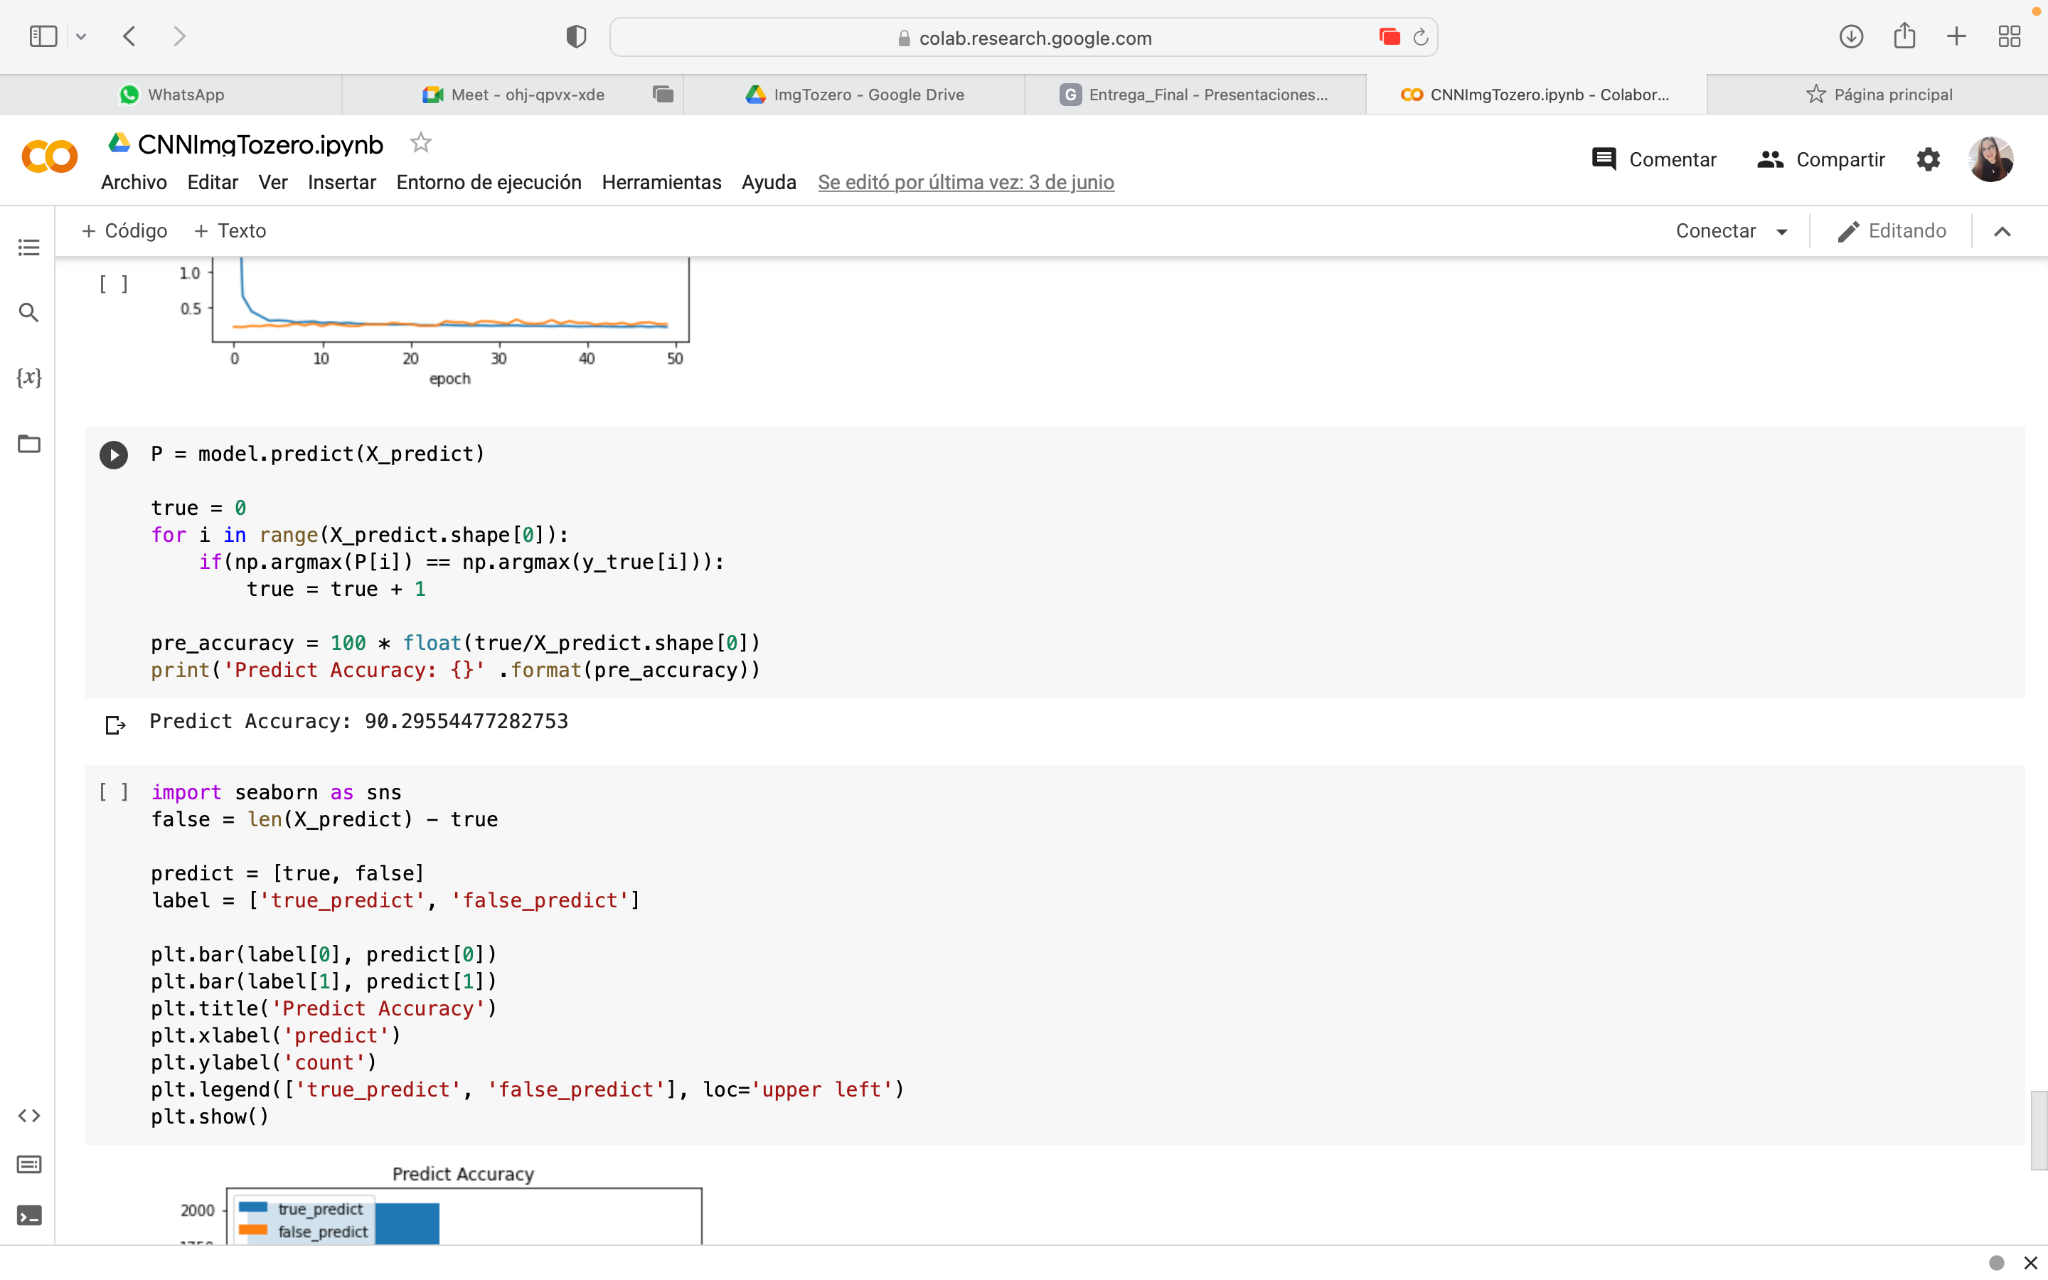 colab.research.google.com
WhatsApp
Meet - ohj-qpvx-xde
ImgTozero - Google Drive
G Entrega_Final - Presentaciones...
CNNImgTozero.ipynb - Colabor...
Página principal
CNNImgTozero.ipynb
Comentar
Compartir
Archivo Editar Ver Insertar Entorno de ejecución Herramientas Ayuda Se editó por última vez: 3 de junio
+ Código + Texto
Conectar
Editando
[ ]
1.0
0.5
0 10 20 30 40 50
epoch
{x}
P = model.predict(X_predict)
true = 0
for i in range(X_predict.shape[0]):
if(np.argmax(P[i]) == np.argmax(y_true[i])):
true = true + 1
pre_accuracy = 100 * float(true/X_predict.shape[0])
print('Predict Accuracy: {}' .format(pre_accuracy))
Predict Accuracy: 90.29554477282753
[ ] import seaborn as sns
false = len(X_predict) - true
predict = [true, false]
label = ['true_predict', 'false_predict']
plt.bar(label[0], predict[0])
plt.bar(label[1], predict[1])
plt.title('Predict Accuracy')
plt.xlabel('predict')
plt.ylabel('count')
plt.legend(['true_predict', 'false_predict'], loc='upper left')
plt.show()
Predict Accuracy
2000
true_predict
false_predict